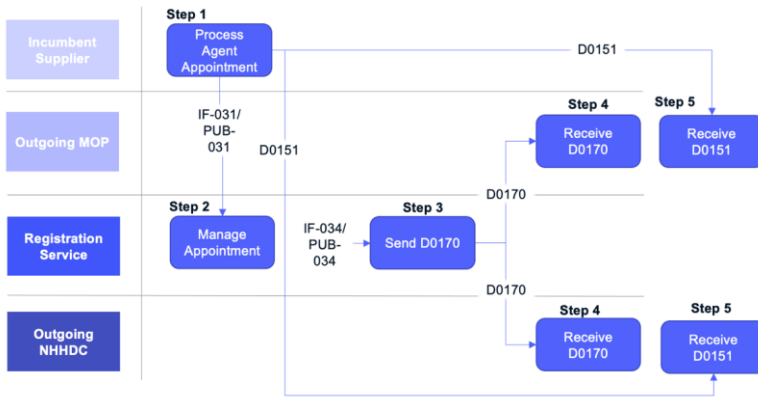 Step 1
Incumbent
Supplier
Process
Agent
Appointment
D0151
IF-031/
PUB-
031
D0151
Step 4
Step 5
Outgoing MOP
Receive
D0170
Receive
D0151
D0170
Step 2
Step 3
Registration
Service
Manage
Appointment
IF-034/
PUB-
034
Send D0170
D0170
Step 4
Step 5
Outgoing
NHHDC
Receive
D0170
Receive
D0151